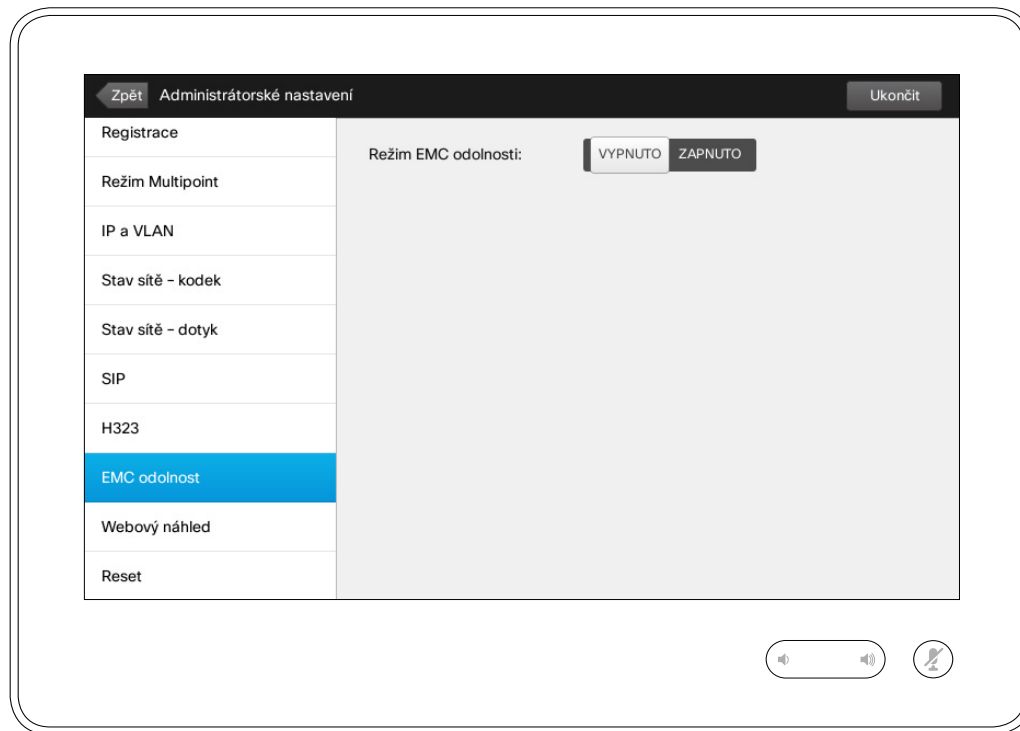 Zpět Administrátorské nastavení Ukončit
Registrace
Režim Multipoint
IP a VLAN
Stav sítě – kodek
Stav sítě – dotyk
SIP
H323
EMC odolnost
Webový náhled
Reset
Režim EMC odolnosti: VYPNUTO ZAPNUTO